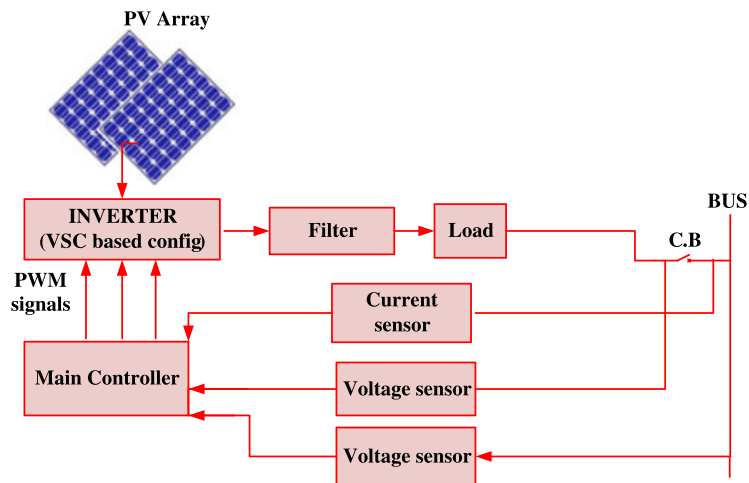 PV Array
INVERTER
(VSC based config)
Filter
Load
C.B
BUS
PWM
signals
Current
sensor
Main Controller
Voltage sensor
Voltage sensor